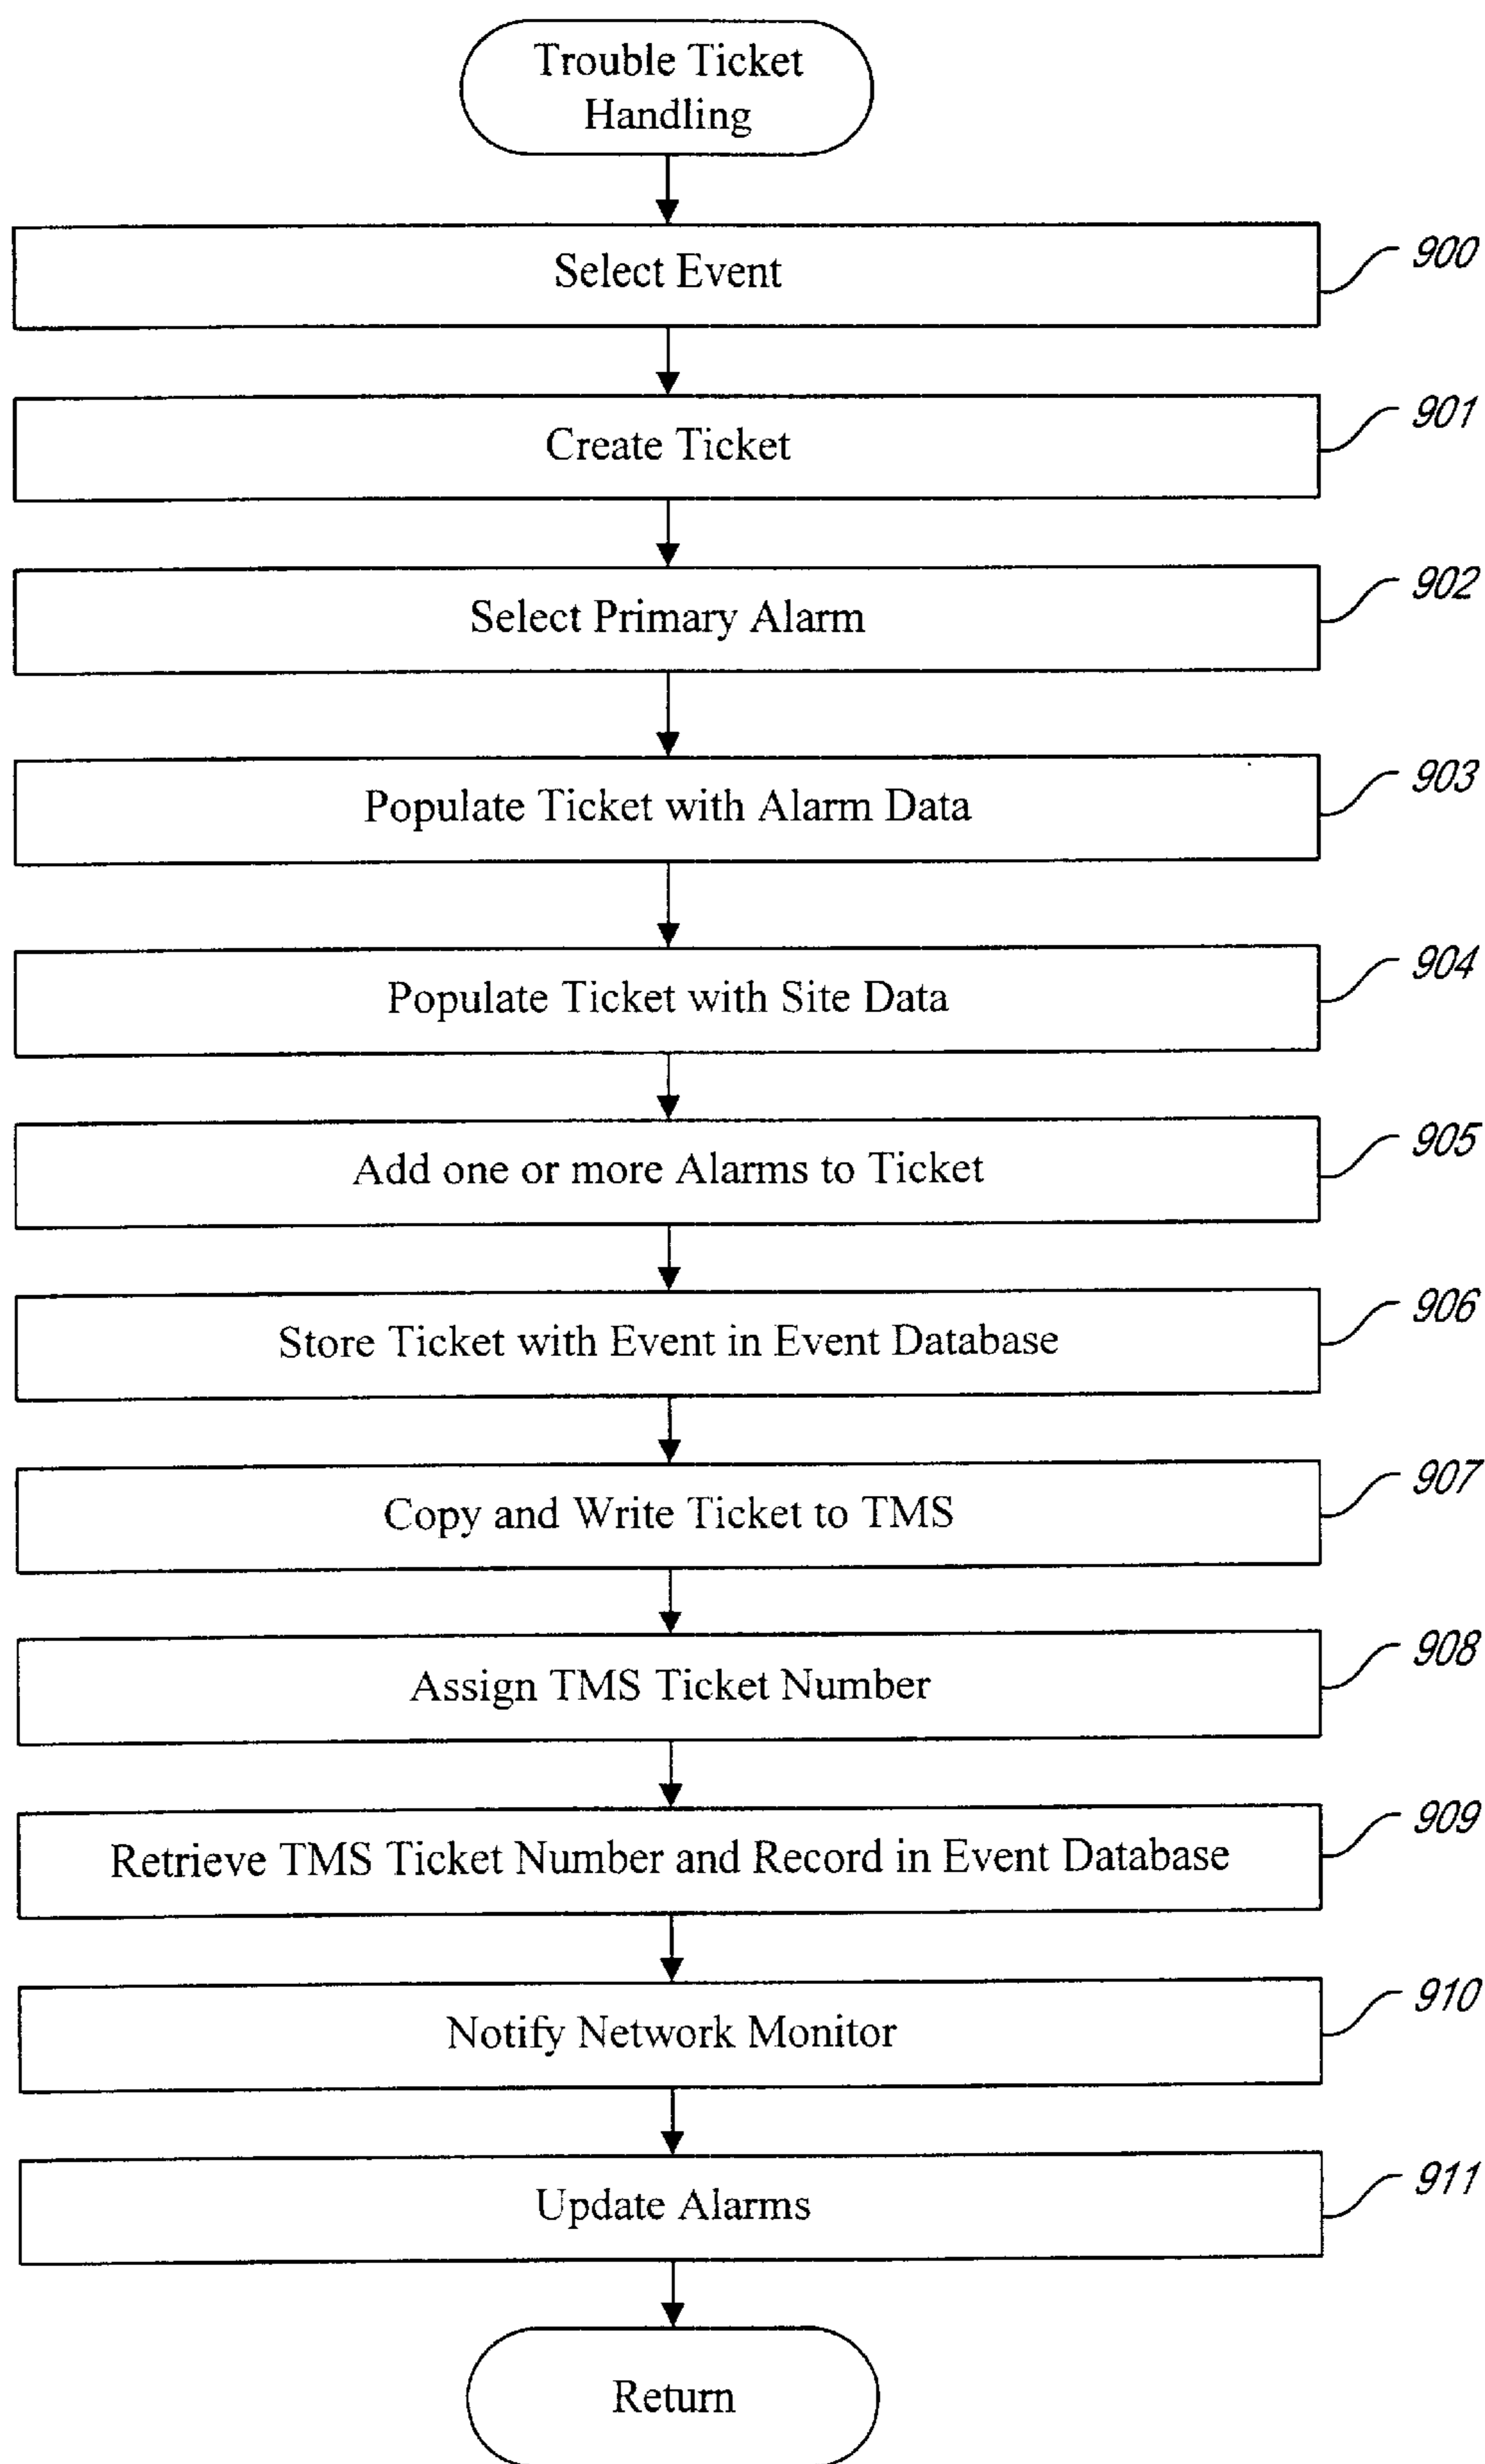 Trouble Ticket
Handling
Select Event
900
Create Ticket
901
Select Primary Alarm
902
Populate Ticket with Alarm Data
903
Populate Ticket with Site Data
904
Add one or more Alarms to Ticket
905
Store Ticket with Event in Event Database
906
Copy and Write Ticket to TMS
907
Assign TMS Ticket Number
908
Retrieve TMS Ticket Number and Record in Event Database
909
Notify Network Monitor
910
Update Alarms
911
Return